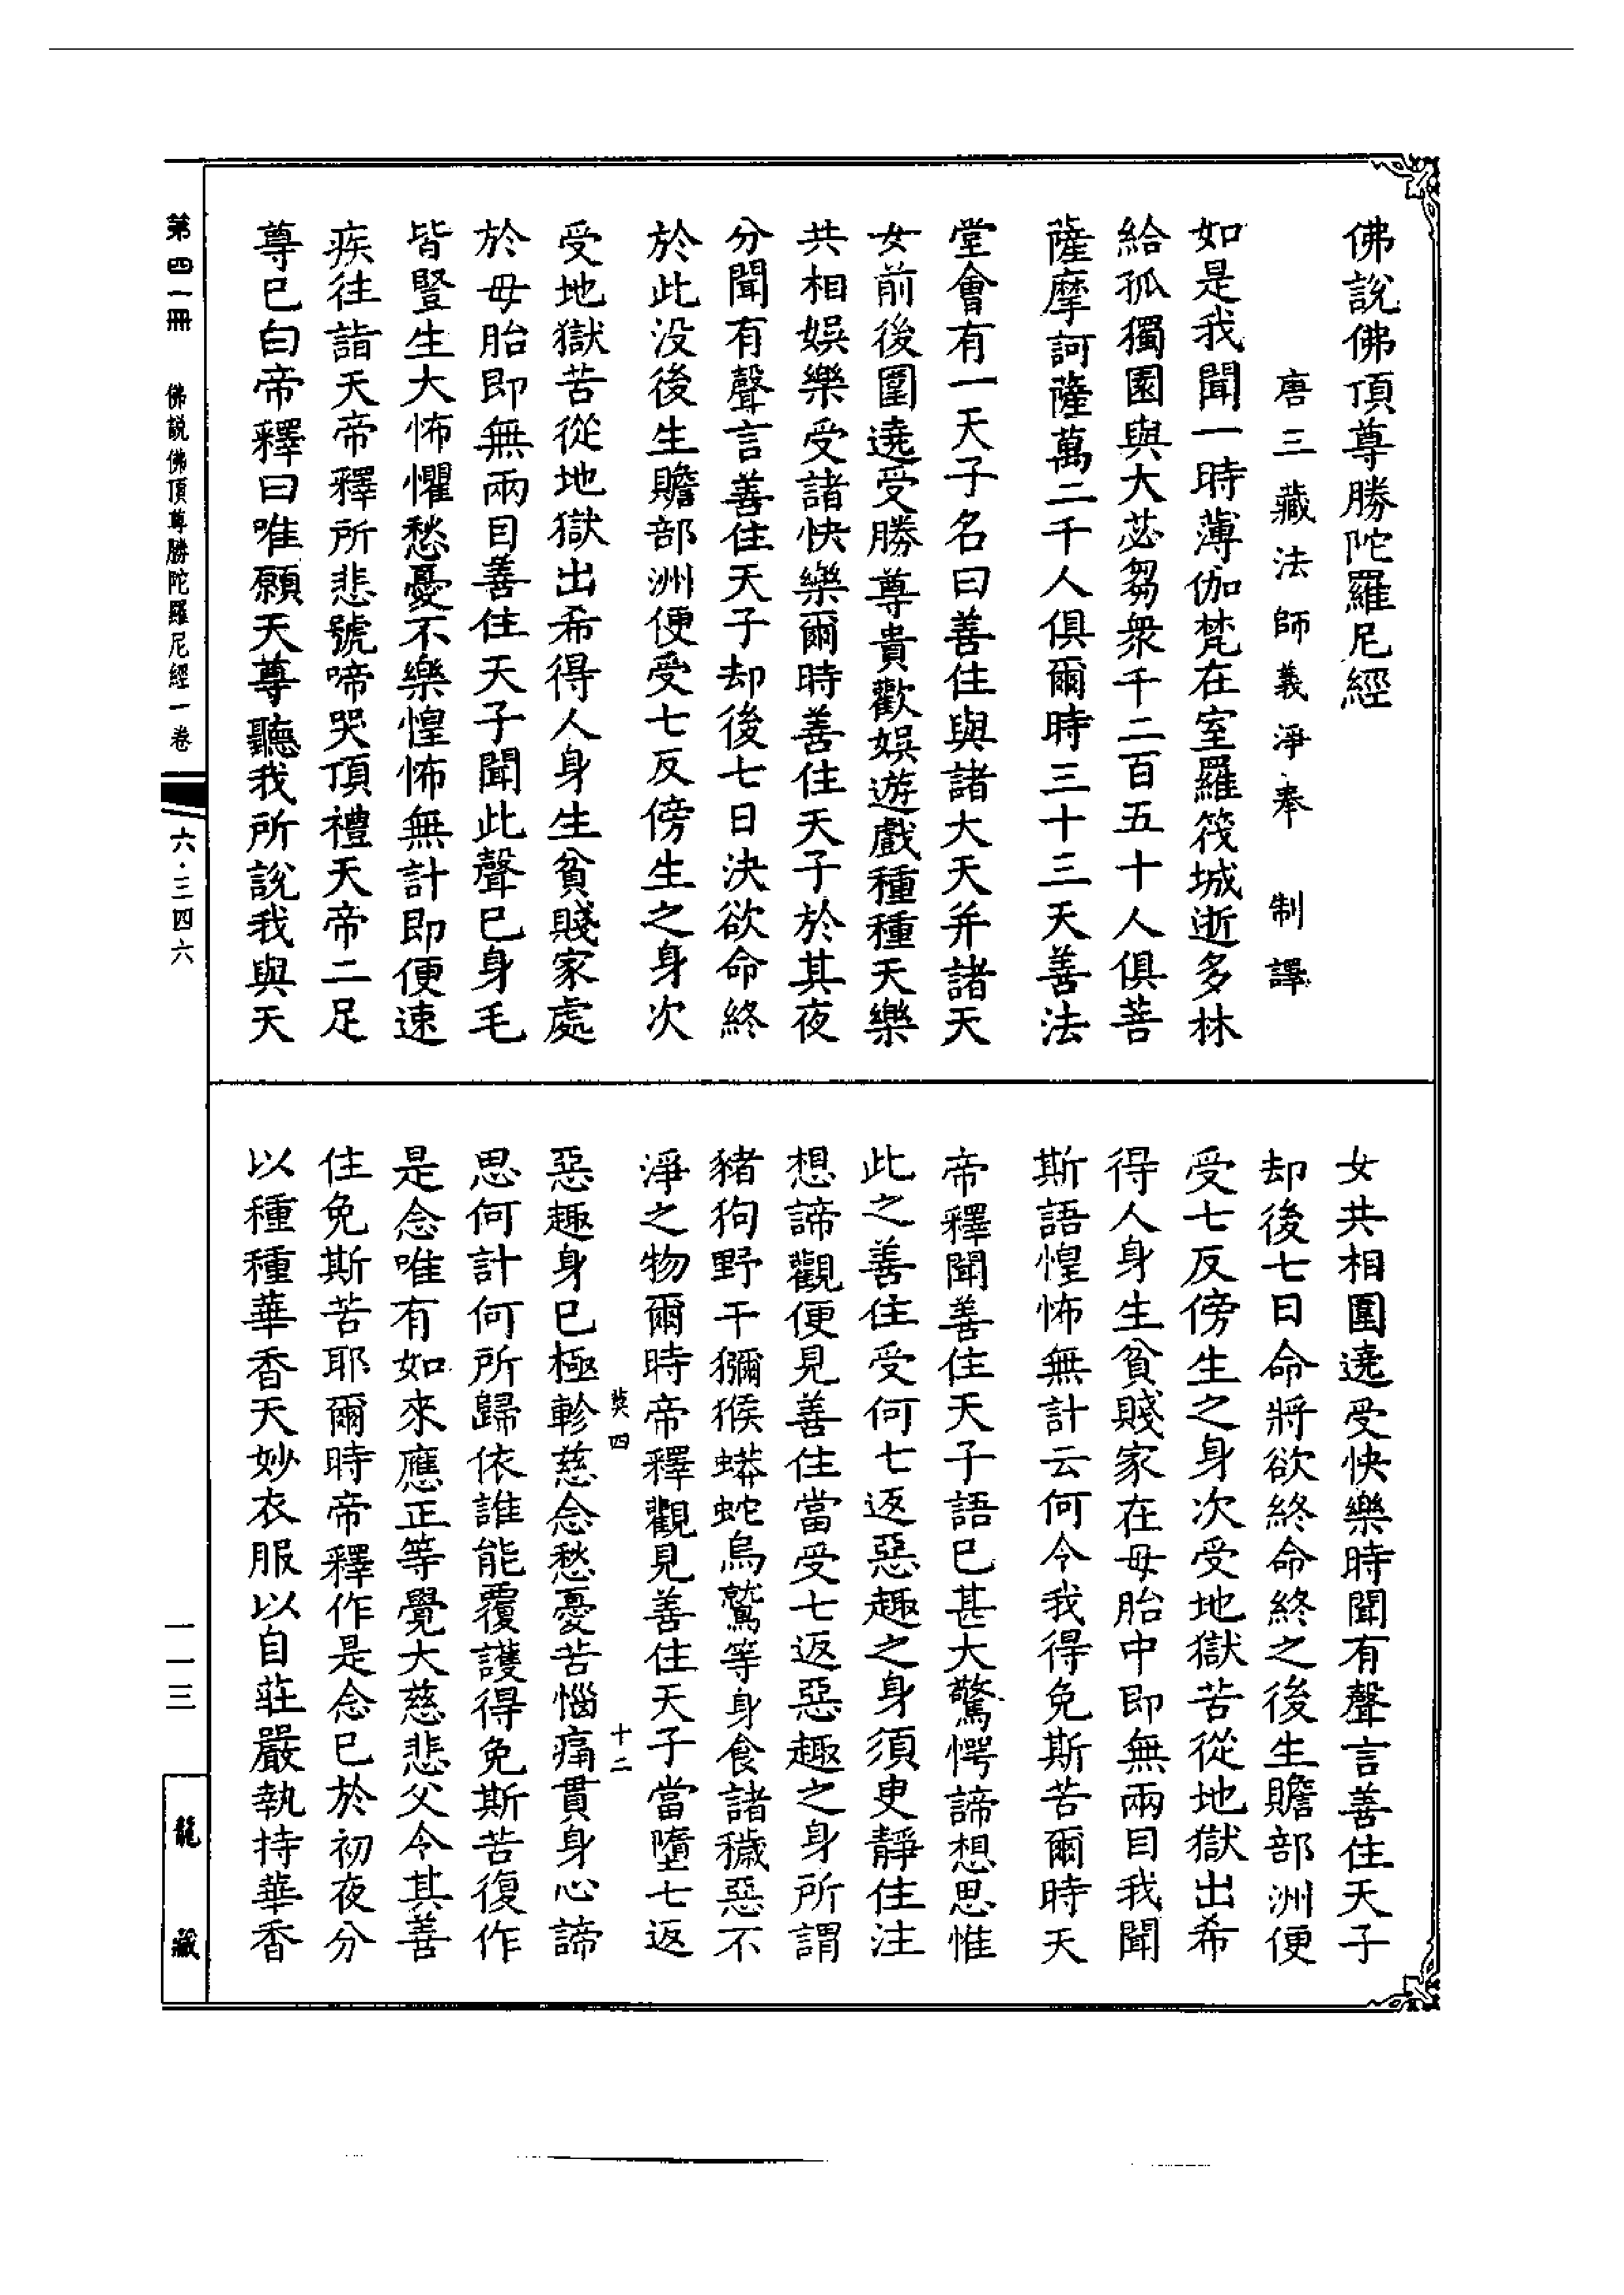 佛說佛頂尊勝陀羅尼經
唐三藏法師義淨奉 制譯
如是我聞一時薄伽梵在室羅筏城逝多林
給孤獨園與大苾芻衆千二百五十人俱菩
薩摩訶薩萬二千人俱爾時三十三天善法
堂會有一天子名曰善住與諸大天并諸天
女前後圍遶受勝尊貴歡娛遊戲種種天樂
共相娛樂受諸快樂爾時善住天子於其夜
分聞有聲言善住天子却後七日決欲命終
於此沒後生贍部洲便受七反傍生之身次
受地獄苦從地獄出希得人身生貧賤家處
於母胎即無兩目善住天子聞此聲已身毛
皆豎生大怖懼愁憂不樂惶怖無計即便速
疾往詣天帝釋所悲號啼哭頂禮天帝二足
尊已白帝釋曰唯願天尊聽我所說我與天
女共相圍遶受快樂時聞有聲言善住天子
却後七日命將欲終命終之後生贍部洲便
受七反傍生之身次受地獄苦從地獄出希
得人身生貧賤家在母胎中即無兩目我聞
斯語惶怖無計云何令我得免斯苦爾時天
帝釋聞善住天子語已甚大驚愕諦想思惟
此之善住受何七返惡趣之身須臾靜住注
想諦觀便見善住當受七返惡趣之身所謂
豬狗野干獼猴蟒蛇烏鷲等身食諸穢惡不
淨之物爾時帝釋觀見善住天子當墮七返
惡趣身已極軫慈念愁憂苦惱痛貫身心諦
思何計何所歸依誰能覆護得免斯苦復作
是念唯有如來應正等覺大慈悲父令其善
住免斯苦耶爾時帝釋作是念已於初夜分
以種種華香天妙衣服以自莊嚴執持華香
四
十二
第四一冊 佛說佛頂尊勝陀羅尼經一卷
六·三四六
一一三
龍藏